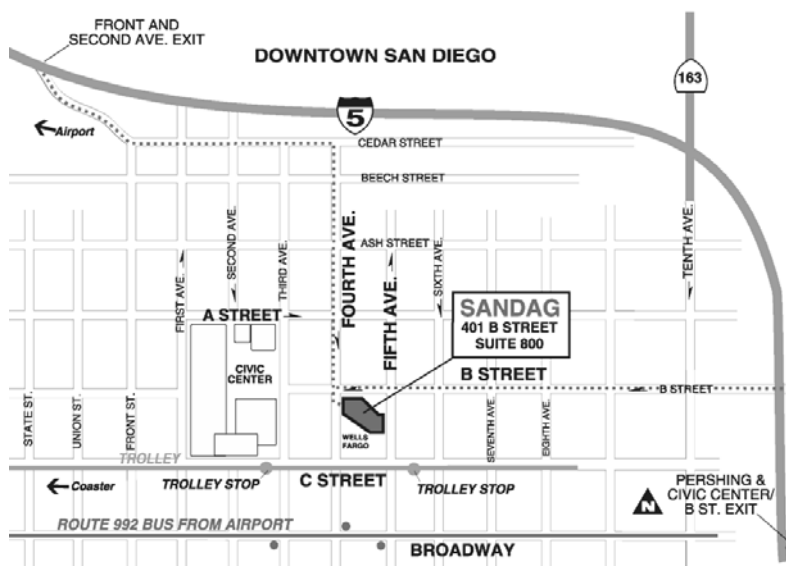 FRONT AND
SECOND AVE. EXIT
DOWNTOWN SAN DIEGO
163
5
Airport
CEDAR STREET
BEECH STREET
ASH STREET
FIRST AVE.
SECOND AVE.
THIRD AVE.
FOURTH AVE.
FIFTH AVE.
SIXTH AVE.
TENTH AVE.
A STREET
SANDAG
401 B STREET
SUITE 800
CIVIC
CENTER
B STREET
B STREET
STATE ST.
UNION ST.
FRONT ST.
WELLS
FARGO
SEVENTH AVE.
EIGHTH AVE.
TROLLEY
Coaster
TROLLEY STOP
C STREET
TROLLEY STOP
PERSHING &
CIVIC CENTER/
B ST. EXIT
N
ROUTE 992 BUS FROM AIRPORT
BROADWAY